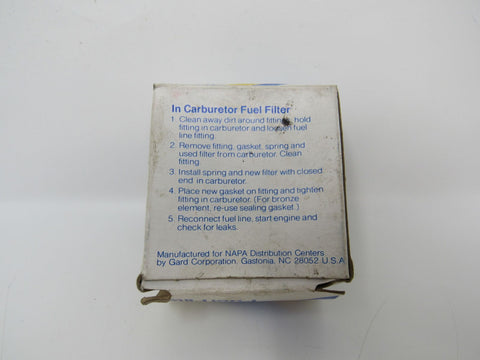 In Carburetor Fuel Filter
1. Clean away dirt around fitting, hold
fitting in carburetor and loosen fuel
line fitting.
2. Remove fitting, gasket, spring and
used filter from carburetor. Clean
fitting.
3. Install spring and new filter with closed
end in carburetor.
4. Place new gasket on fitting and tighten
fitting in carburetor. (For bronze
element, re-use sealing gasket.)
5. Reconnect fuel line, start engine and
check for leaks.
Manufactured for NAPA Distribution Centers
by Gard Corporation, Gastonia, NC 28052 U.S.A.